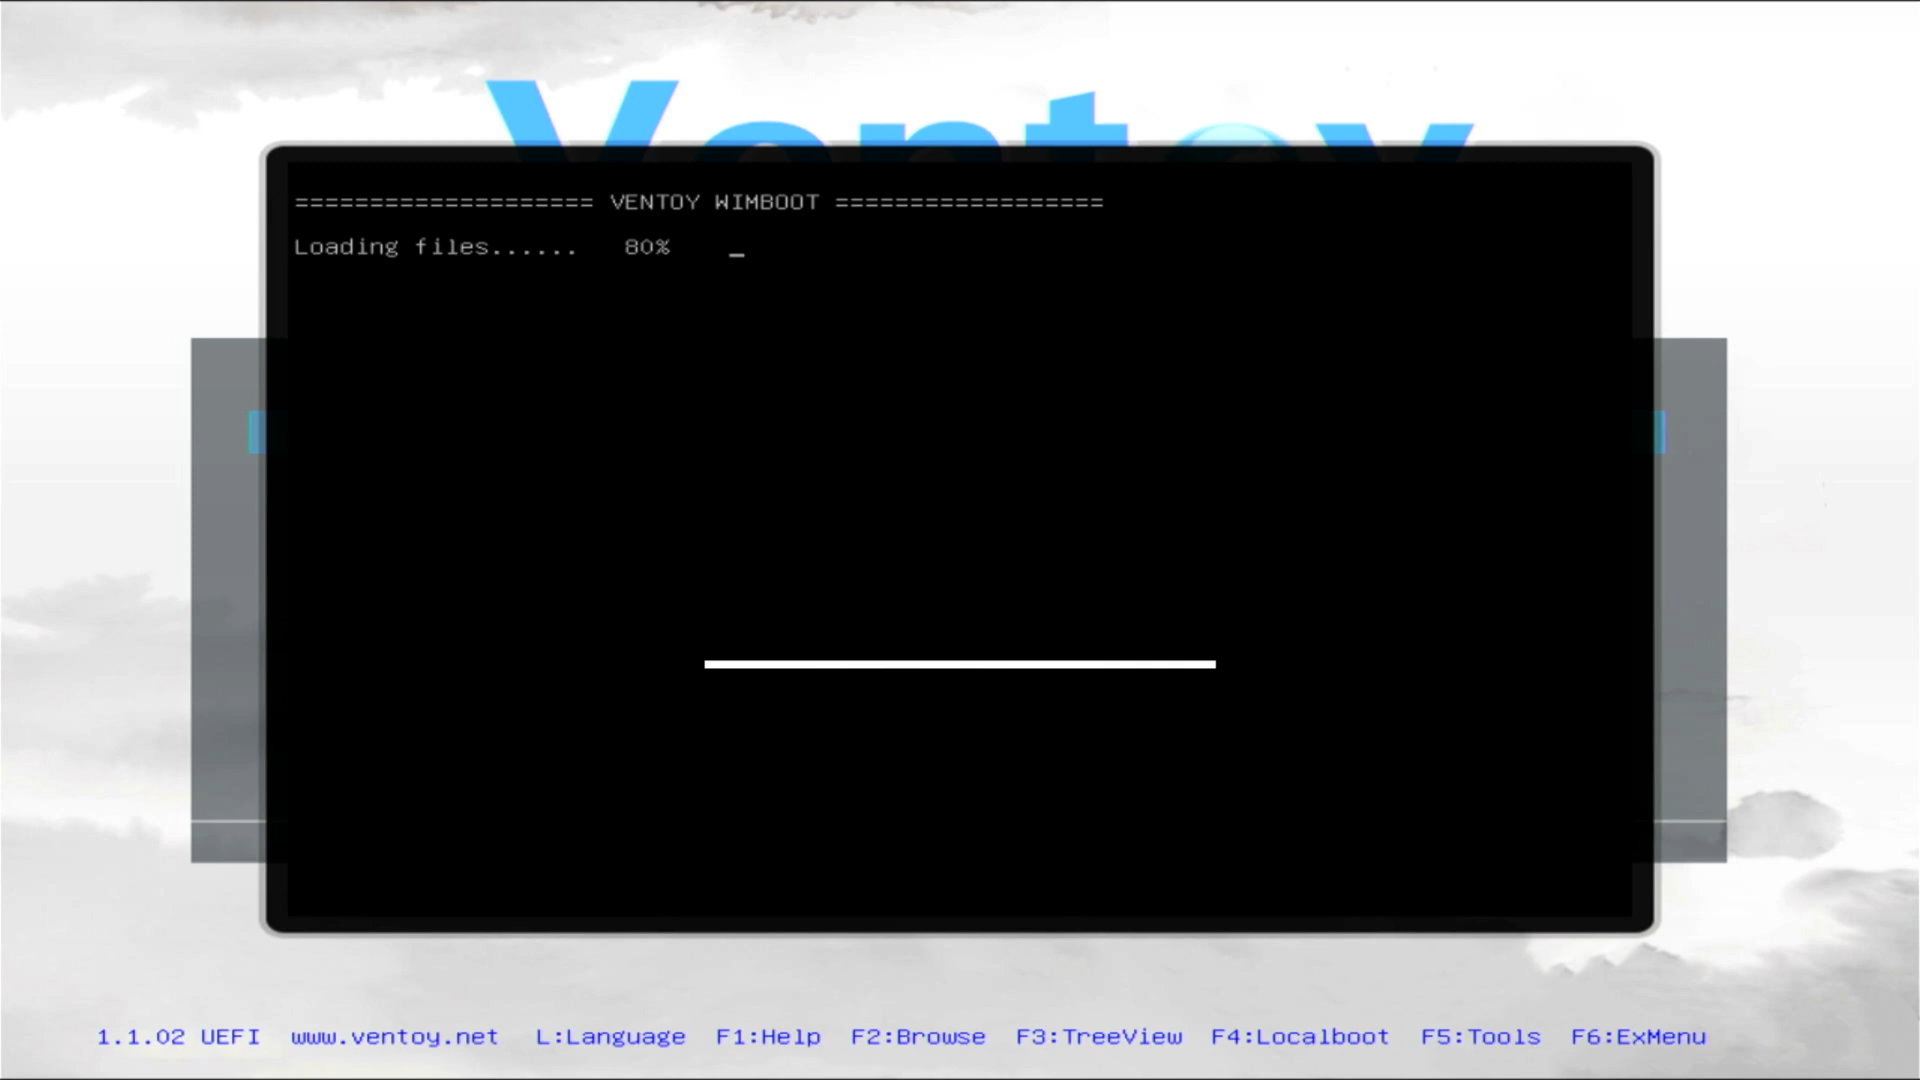 Ventoy
==================== VENTOY WIMBOOT ==================
Loading files...... 80% _
1.1.02 UEFI www.ventoy.net L:Language F1:Help F2:Browse F3:TreeView F4:Localboot F5:Tools F6:ExMenu